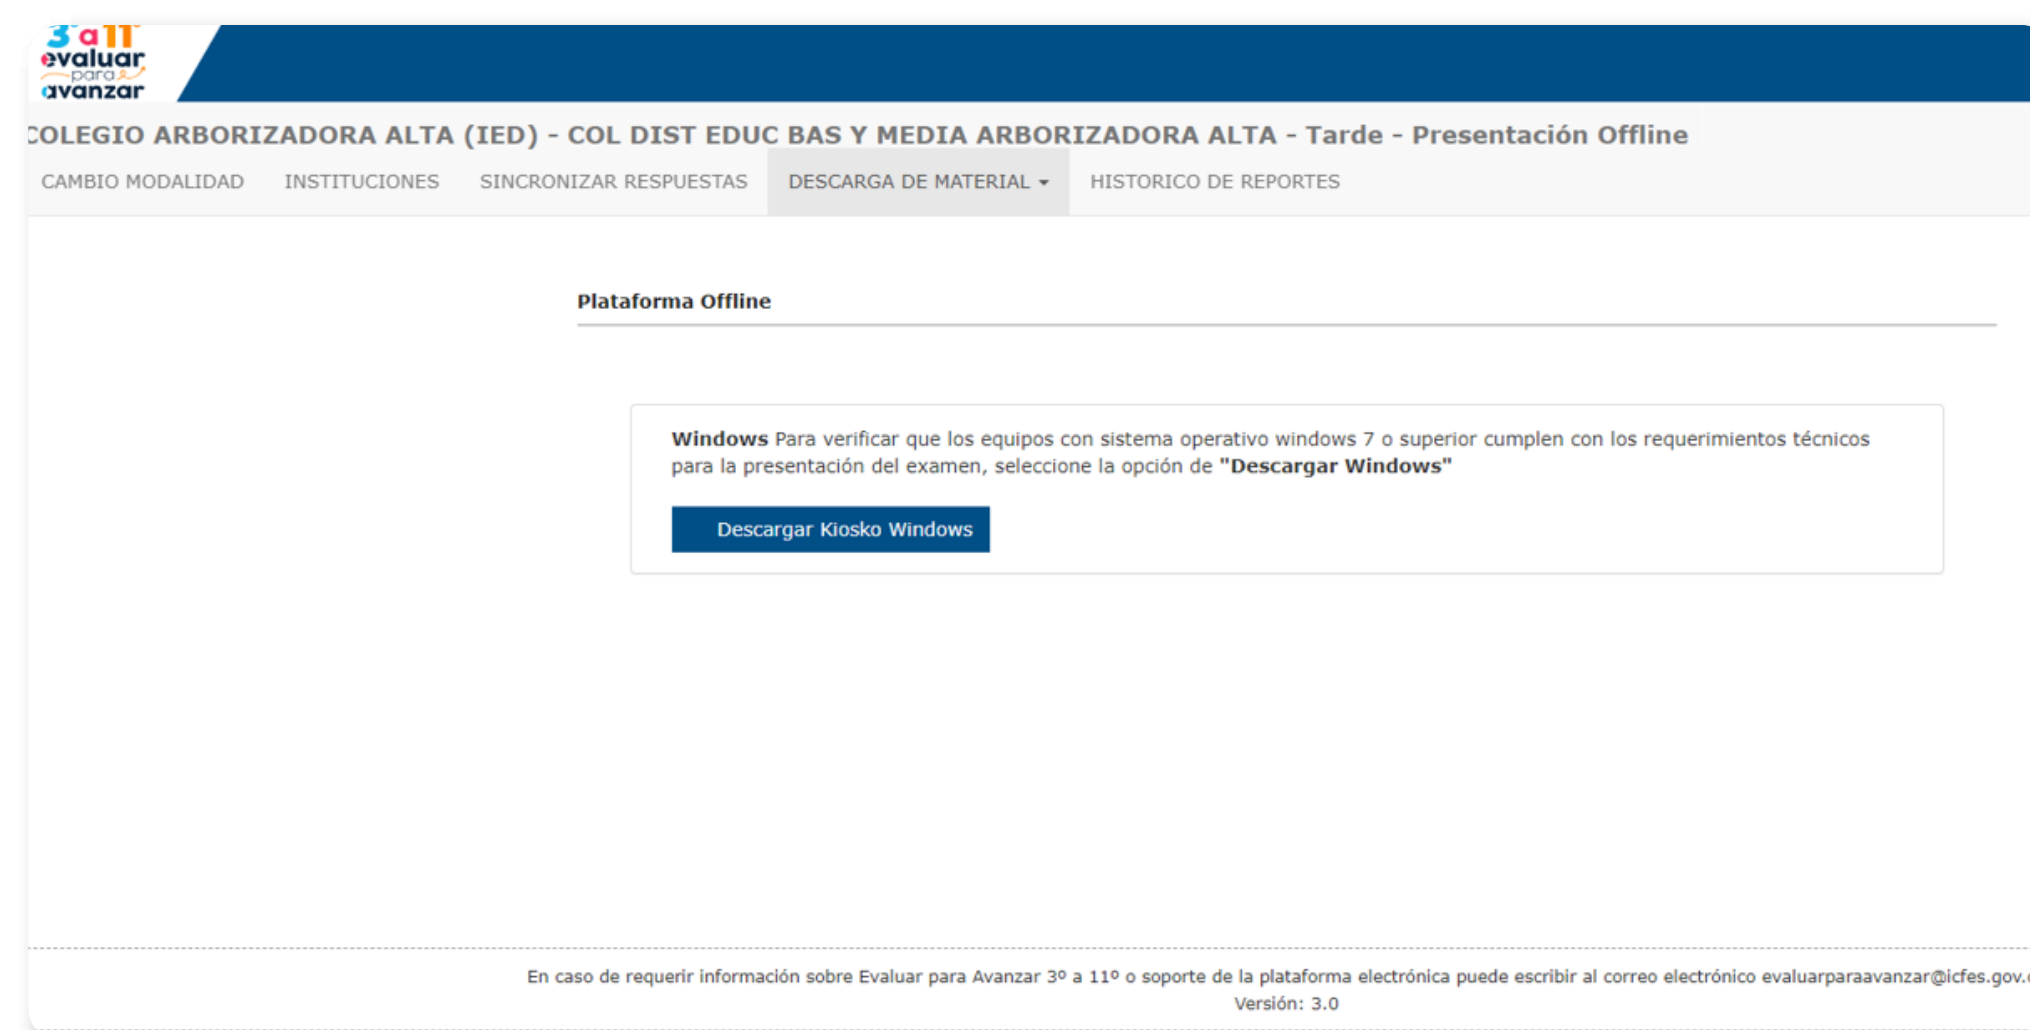 3° a 11°
evaluar
para
avanzar
COLEGIO ARBORIZADORA ALTA (IED) - COL DIST EDUC BAS Y MEDIA ARBORIZADORA ALTA - Tarde - Presentación Offline
CAMBIO MODALIDAD INSTITUCIONES SINCRONIZAR RESPUESTAS DESCARGA DE MATERIAL HISTORICO DE REPORTES
Plataforma Offline
Windows Para verificar que los equipos con sistema operativo windows 7 o superior cumplen con los requerimientos técnicos
para la presentación del examen, seleccione la opción de "Descargar Windows"
Descargar Kiosko Windows
En caso de requerir información sobre Evaluar para Avanzar 3º a 11º o soporte de la plataforma electrónica puede escribir al correo electrónico evaluarparaavanzar@icfes.gov.
Versión: 3.0